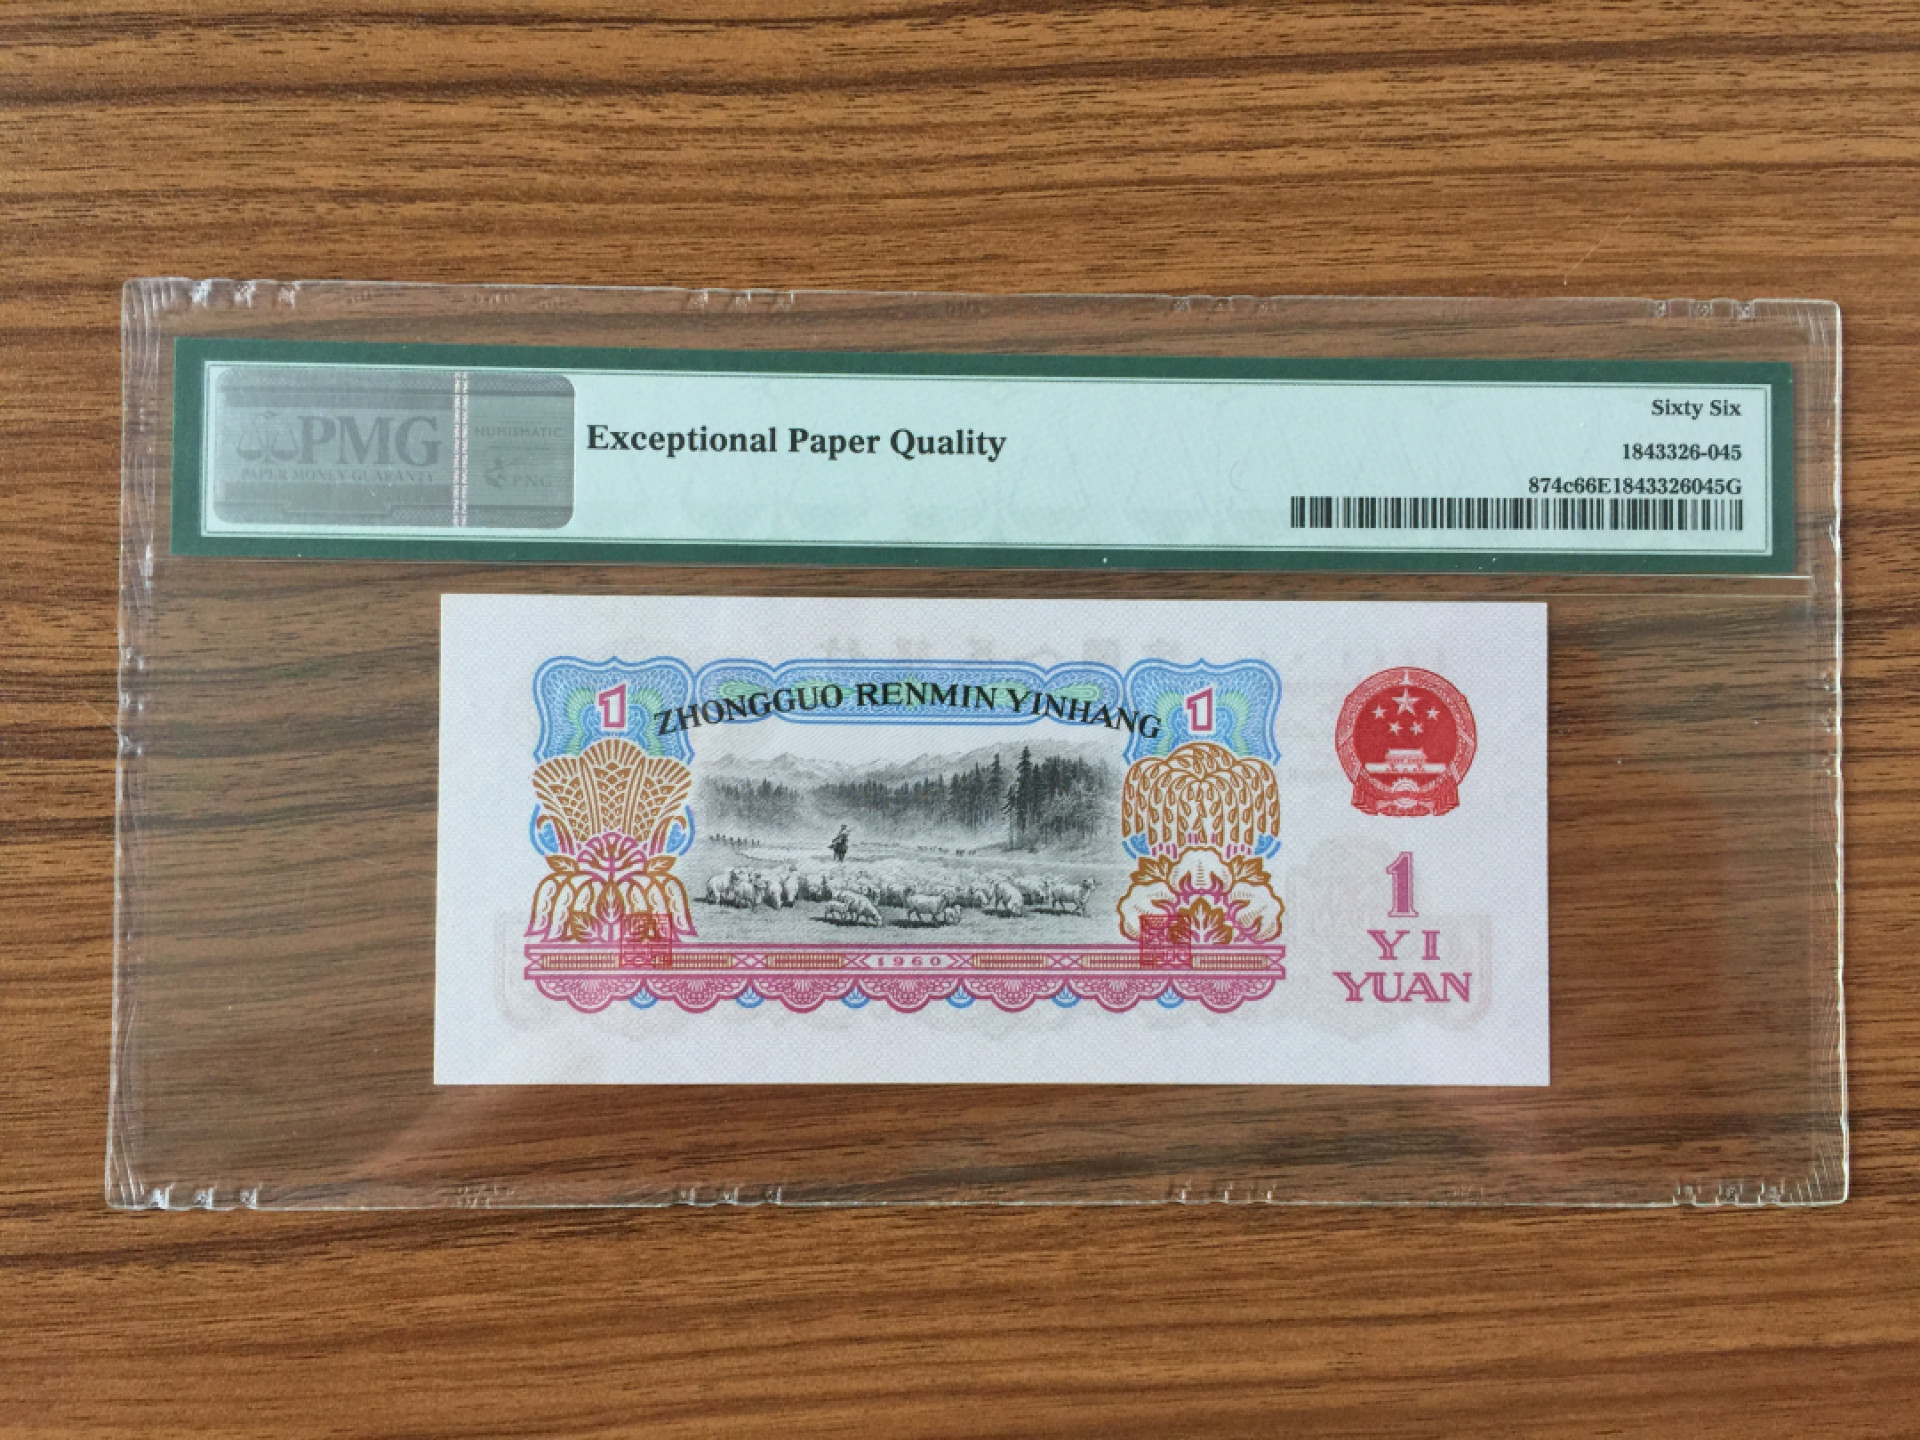 PMG
PAPER MONEY GUARANTY
NUMISMATIC
PNG
Exceptional Paper Quality
Sixty Six
1843326-045
874c66E1843326045G
1
ZHONGGUO RENMIN YINHANG
1
1960
1
YI
YUAN